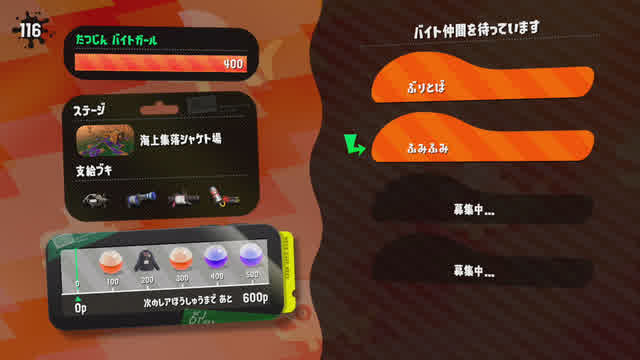 116
たつじん バイトガール
400
ステージ
海上集落シャケト場
支給ブキ
0
100
200
300
400
500
0p
次のレアほうしゅうまで あと 600p
バイト仲間を待っています
ぶりとば
ふみふみ
募集中…
募集中…